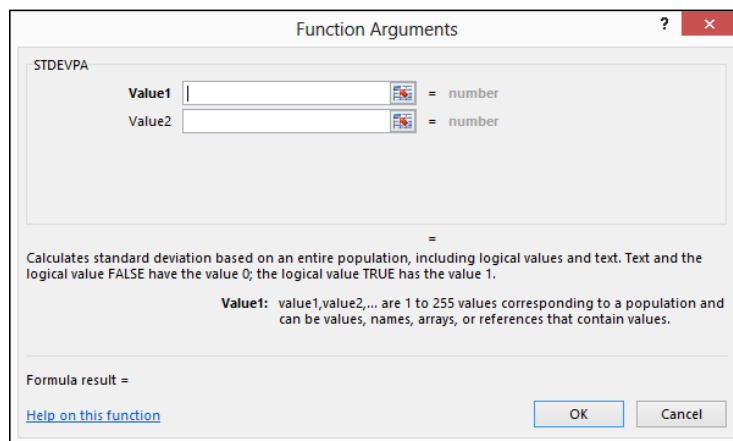 Function Arguments ? ×
STDEVPA
Value1 = number
Value2 = number
=
Calculates standard deviation based on an entire population, including logical values and text. Text and the
logical value FALSE have the value 0; the logical value TRUE has the value 1.
Value1: value1,value2,... are 1 to 255 values corresponding to a population and
can be values, names, arrays, or references that contain values.
Formula result =
Help on this function OK Cancel